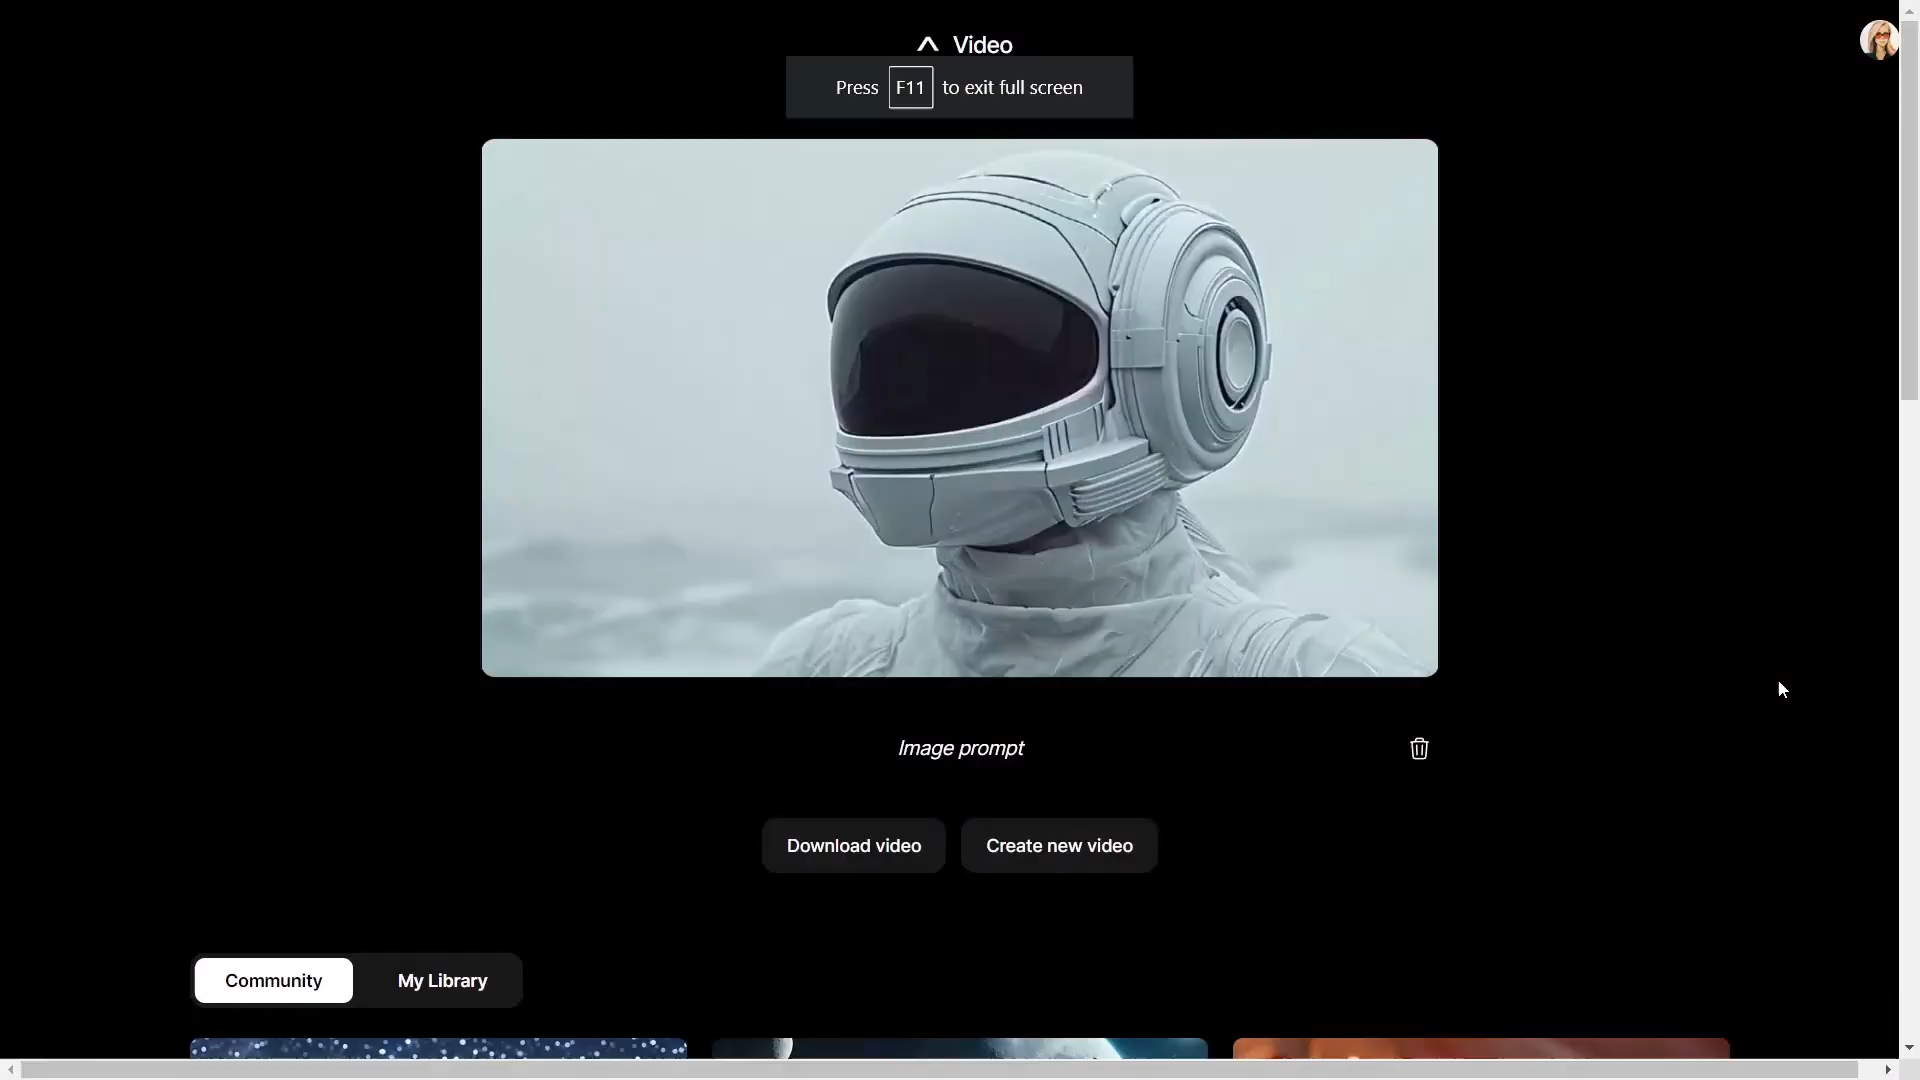 Video
Press F11 to exit full screen
Image prompt
Download video
Create new video
Community
My Library